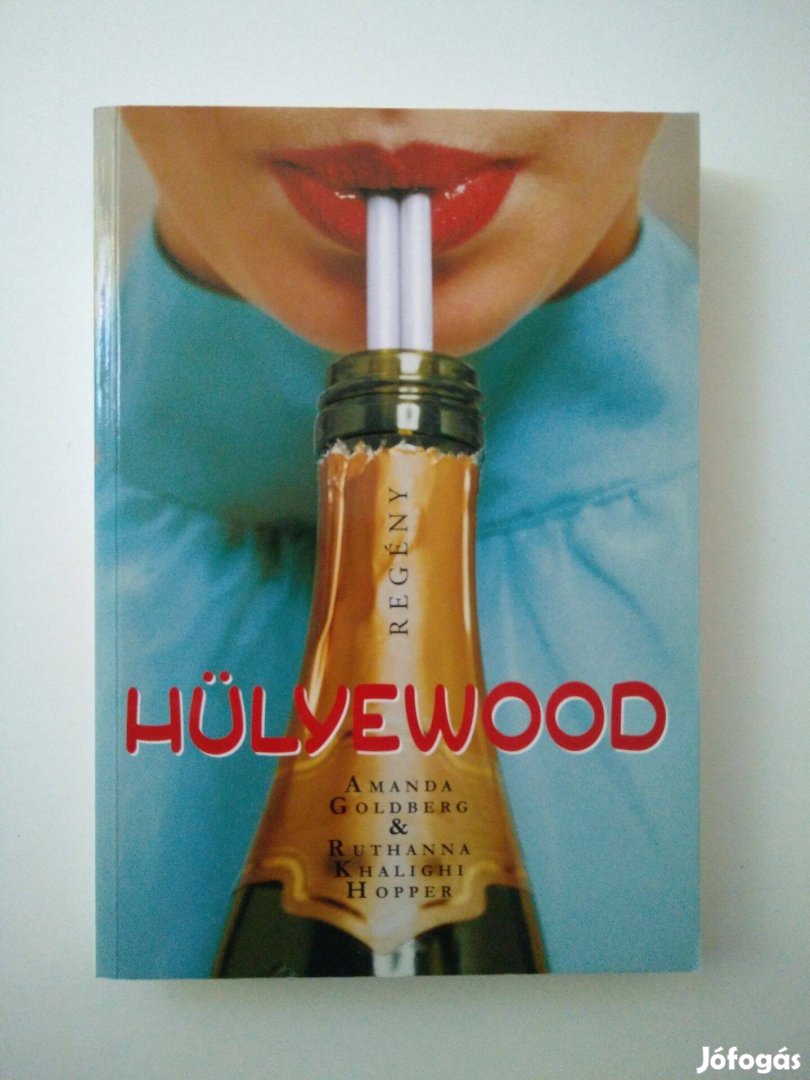 REGÉNY
HÜLYEWOOD
AMANDA
GOLDBERG
&
RUTHANNA
KHALIGHI
HOPPER
Jófogás